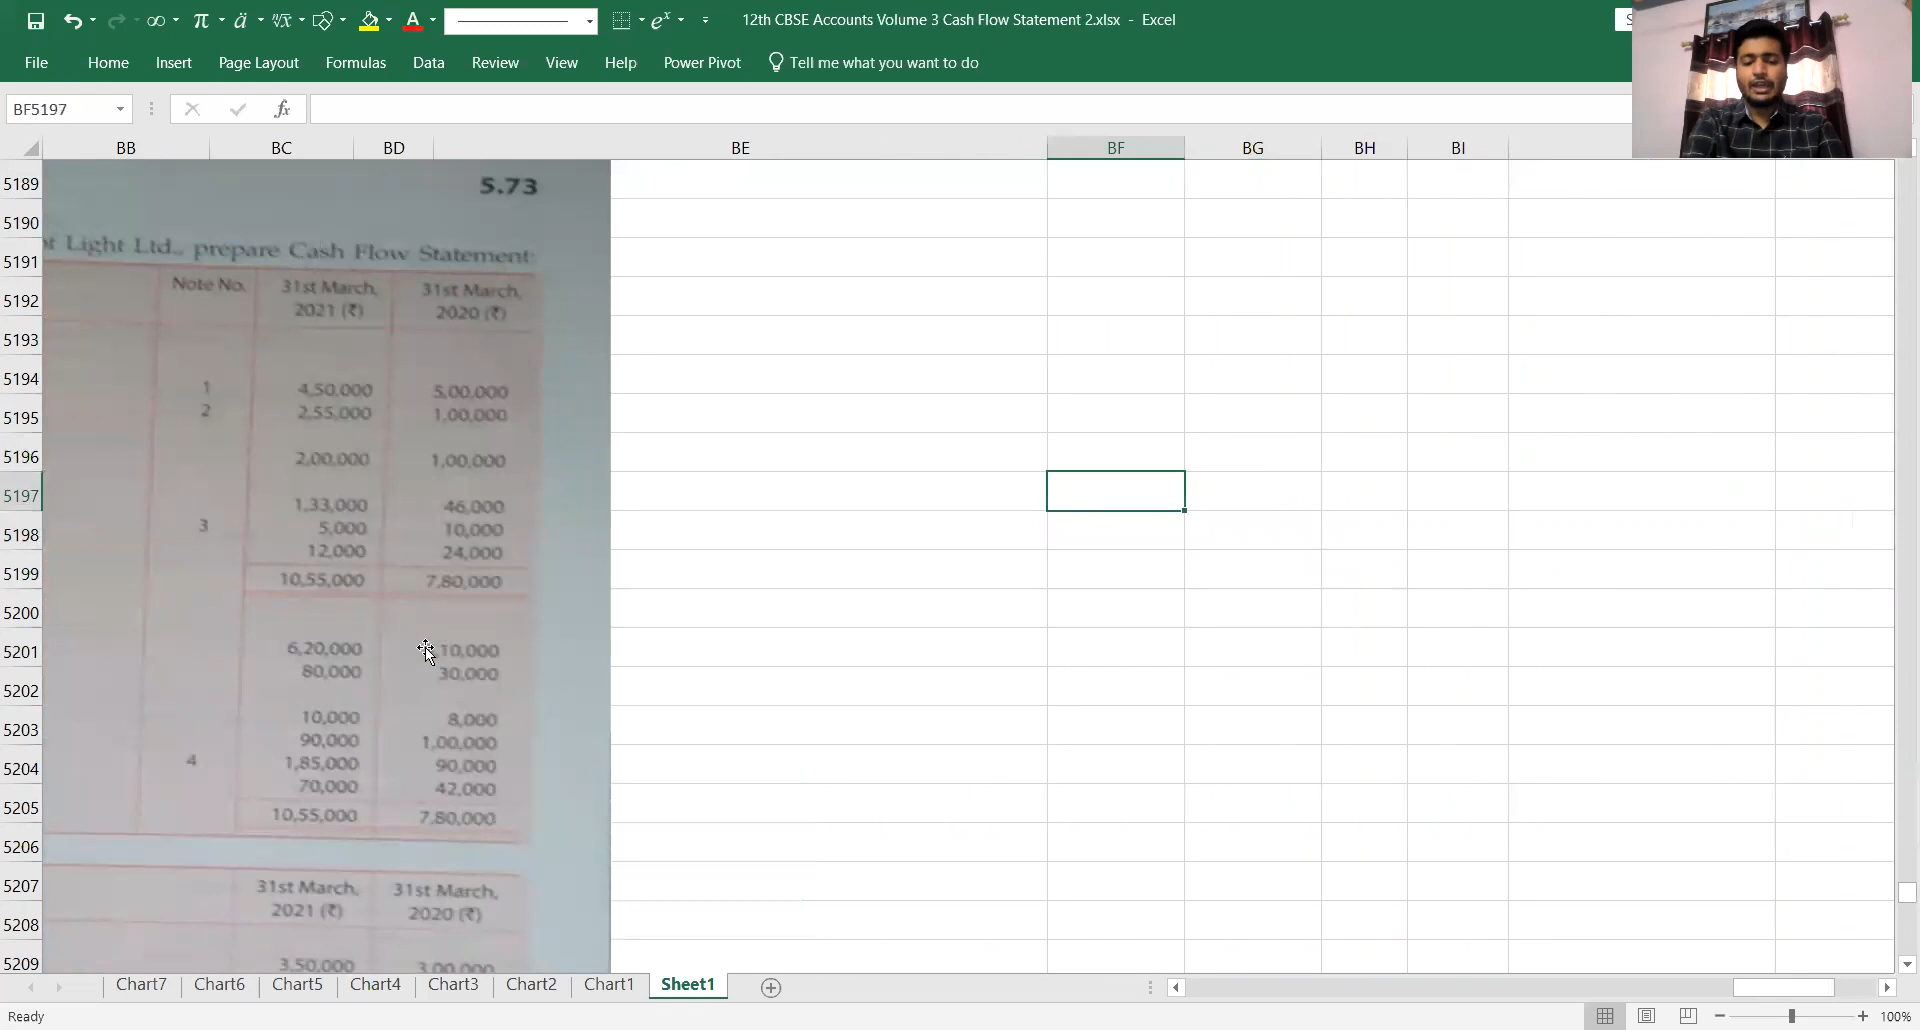 12th CBSE Accounts Volume 3 Cash Flow Statement 2.xlsx - Excel
File Home Insert Page Layout Formulas Data Review View Help Power Pivot Tell me what you want to do
BF5197
fx
BB BC BD BE BF BG BH BI
5189
5190
5191
5192
5193
5194
5195
5196
5197
5198
5199
5200
5201
5202
5203
5204
5205
5206
5207
5208
5209
5.73
Light Ltd., prepare Cash Flow Statement:
Note No. 31st March, 31st March,
2021 (₹) 2020 (₹)
1 4,50,000 5,00,000
2 2,55,000 1,00,000
2,00,000 1,00,000
1,33,000 46,000
3 5,000 10,000
12,000 24,000
10,55,000 7,80,000
6,20,000 10,000
80,000 30,000
10,000 8,000
90,000 1,00,000
4 1,85,000 90,000
70,000 42,000
10,55,000 7,80,000
31st March, 31st March,
2021 (₹) 2020 (₹)
3,50,000 3,00,000
Chart7 Chart6 Chart5 Chart4 Chart3 Chart2 Chart1 Sheet1
Ready
100%